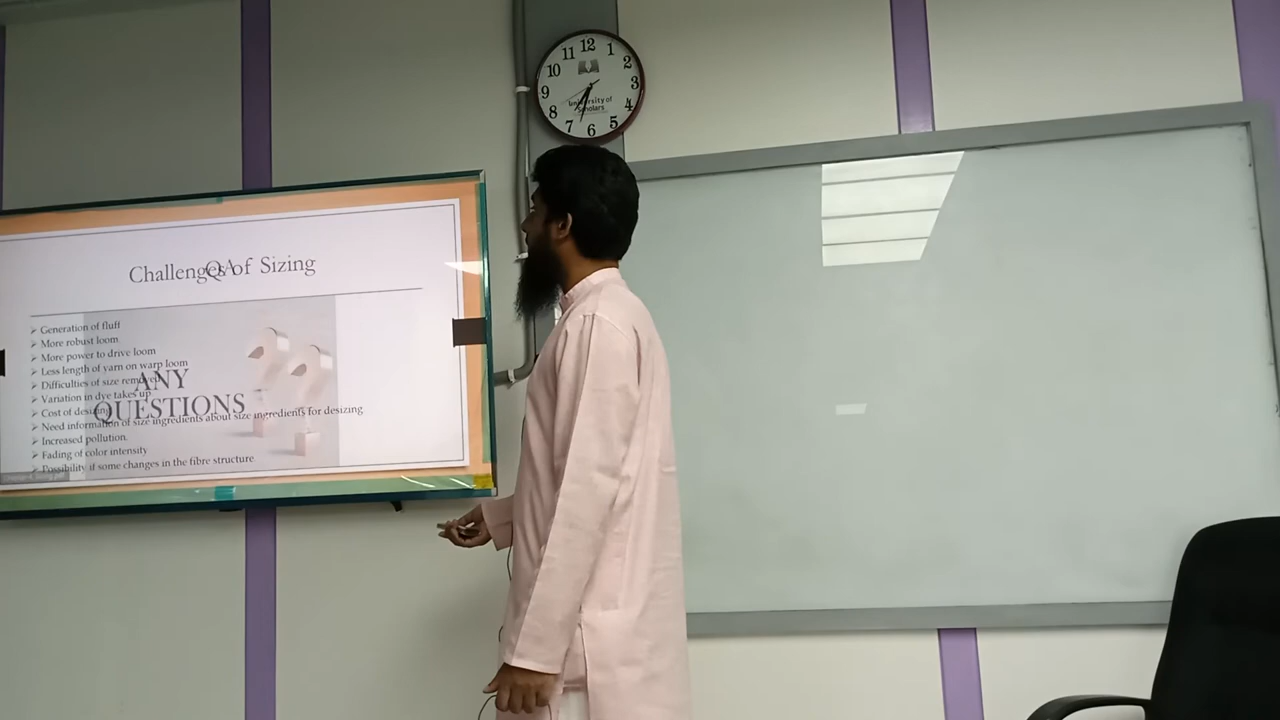 12
11 1
10 2
9 3
8 4
7 6 5
University of
Scholars
Challenges of Sizing
QA
➢ Generation of fluff
➢ More robust loom
➢ More power to drive loom
➢ Less length of yarn on warp loom
➢ Difficulties of size removed
➢ Variation in dye takes up
➢ Cost of desizing
➢ Need information of size ingredients about size ingredients for desizing.
➢ Increased pollution.
➢ Fading of color intensity
➢ Possibility if some changes in the fibre structure.
ANY
QUESTIONS